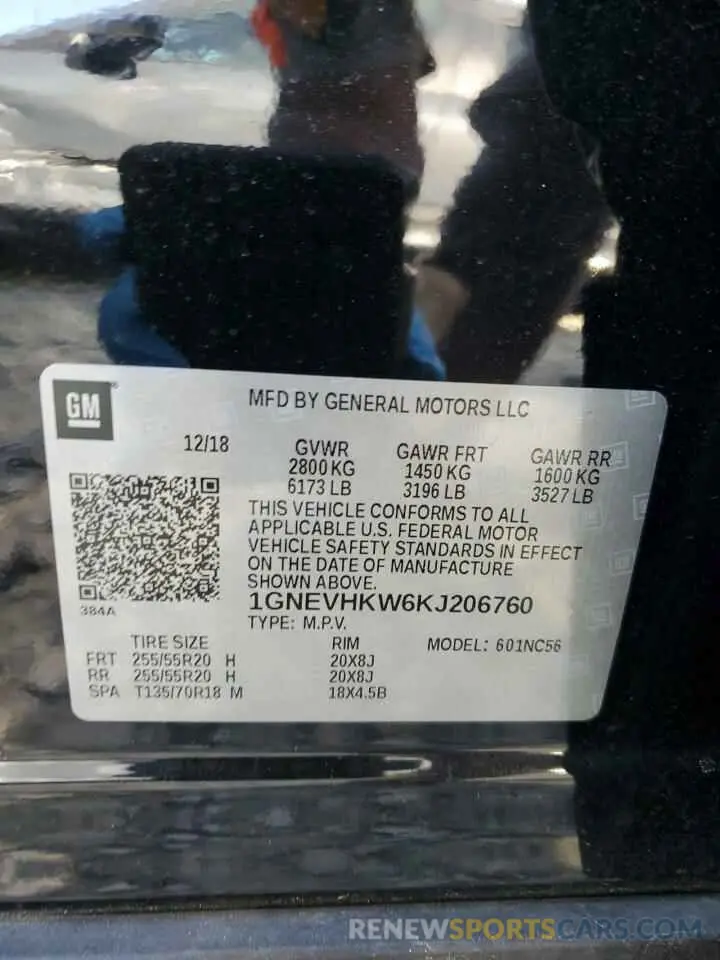 GM ®
MFD BY GENERAL MOTORS LLC
12/18 GVWR GAWR FRT GAWR RR
2800 KG 1450 KG 1600 KG
6173 LB 3196 LB 3527 LB
THIS VEHICLE CONFORMS TO ALL
APPLICABLE U.S. FEDERAL MOTOR
VEHICLE SAFETY STANDARDS IN EFFECT
ON THE DATE OF MANUFACTURE
SHOWN ABOVE.
384A
1GNEVHKW6KJ206760
TYPE: M.P.V. MODEL: 601NC56
TIRE SIZE RIM
FRT 255/55R20 H 20X8J
RR 255/55R20 H 20X8J
SPA T135/70R18 M 18X4.5B
RENEWSPORTSCARS.COM